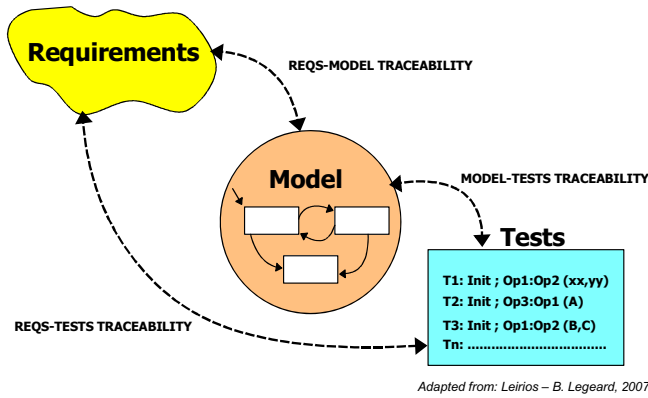 Requirements
REQS-MODEL TRACEABILITY
Model
MODEL-TESTS TRACEABILITY
Tests
T1: Init ; Op1:Op2 (xx,yy)
T2: Init ; Op3:Op1 (A)
T3: Init ; Op1:Op2 (B,C)
Tn: ...................................
REQS-TESTS TRACEABILITY
Adapted from: Leirios – B. Legeard, 2007